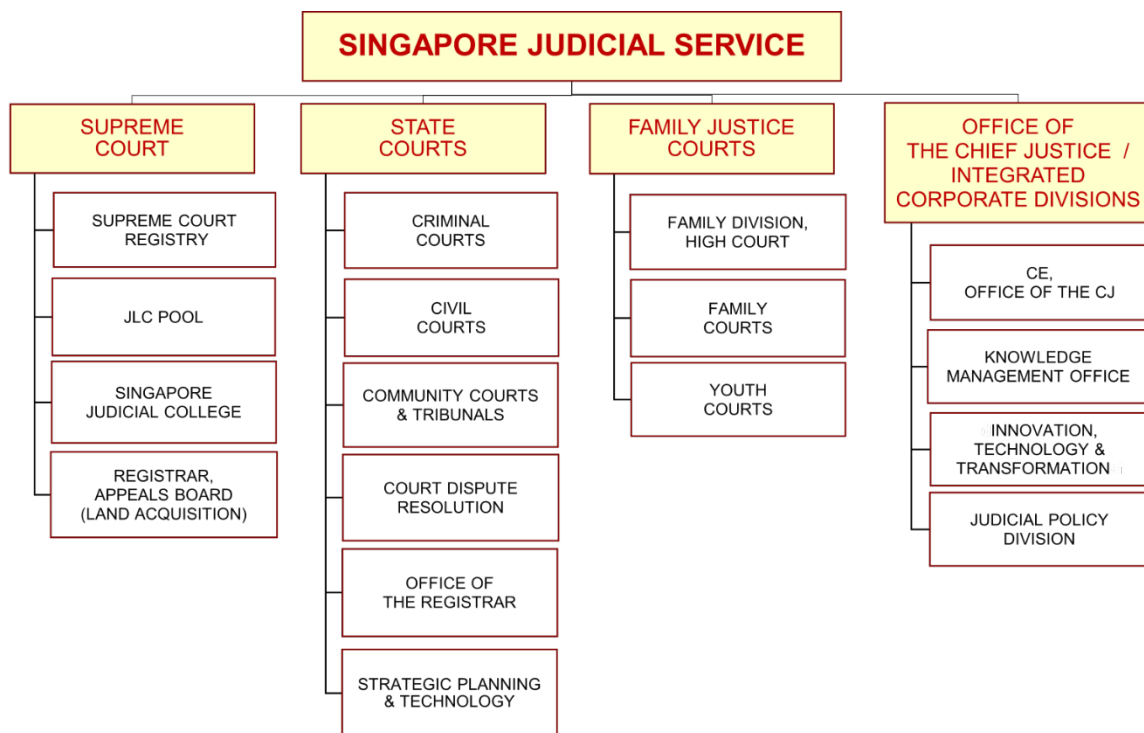 SINGAPORE JUDICIAL SERVICE
SUPREME
COURT
SUPREME COURT
REGISTRY
JLC POOL
SINGAPORE
JUDICIAL COLLEGE
REGISTRAR,
APPEALS BOARD
(LAND ACQUISITION)
STATE
COURTS
CRIMINAL
COURTS
CIVIL
COURTS
COMMUNITY COURTS
& TRIBUNALS
COURT DISPUTE
RESOLUTION
OFFICE OF
THE REGISTRAR
STRATEGIC PLANNING
& TECHNOLOGY
FAMILY JUSTICE
COURTS
FAMILY DIVISION,
HIGH COURT
FAMILY
COURTS
YOUTH
COURTS
OFFICE OF
THE CHIEF JUSTICE /
INTEGRATED
CORPORATE DIVISIONS
CE,
OFFICE OF THE CJ
KNOWLEDGE
MANAGEMENT OFFICE
INNOVATION,
TECHNOLOGY &
TRANSFORMATION
JUDICIAL POLICY
DIVISION